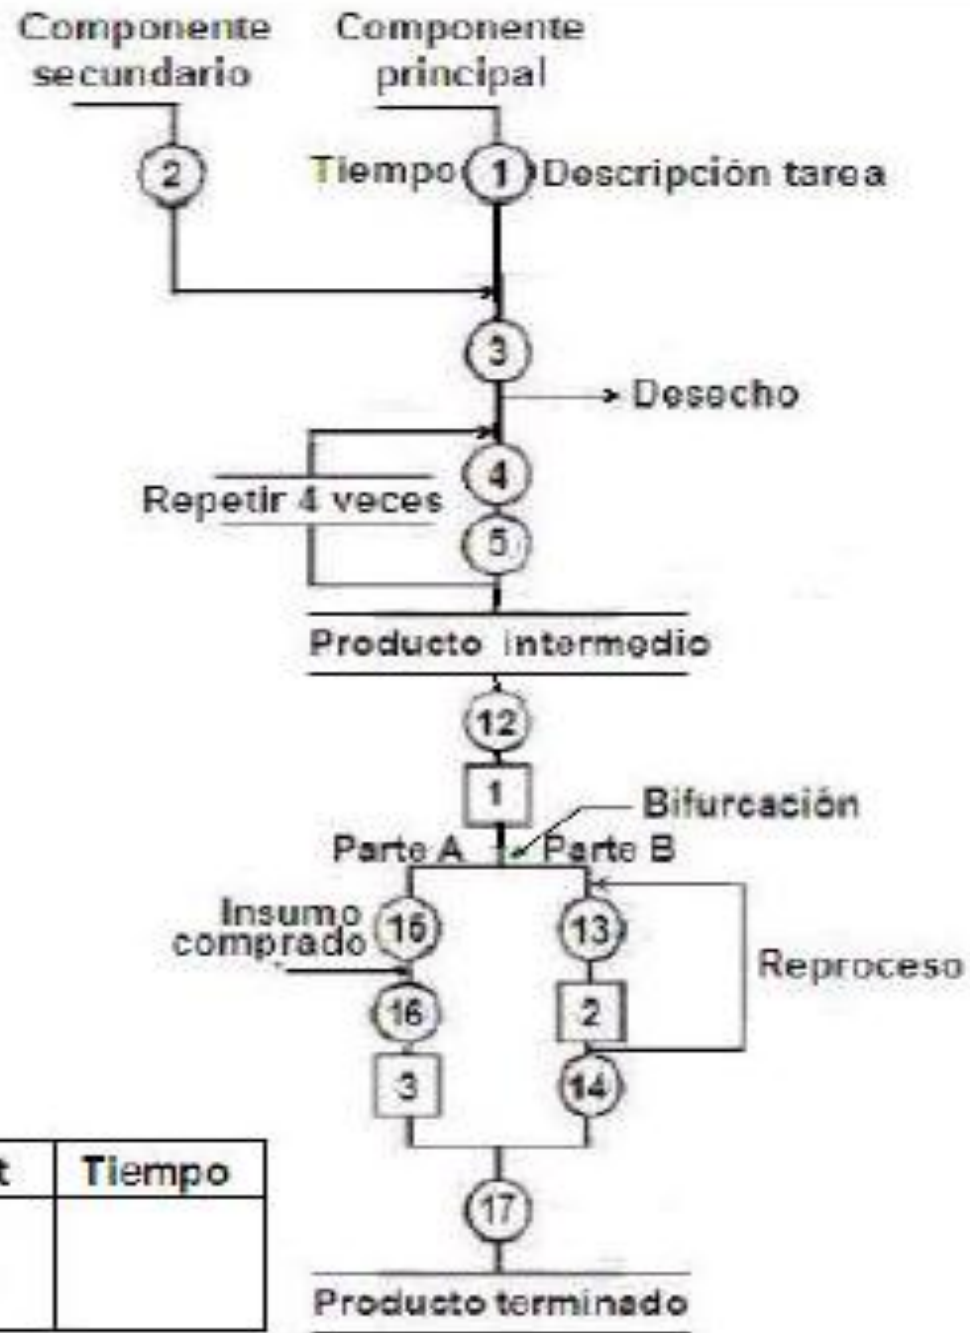 Componente
secundario
Componente
principal
2
Tiempo 1 Descripción tarea
3
Desecho
4
Repetir 4 veces
5
Producto intermedio
12
1
Bifurcación
Parte A Parte B
Insumo
comprado
15
13
Reproceso
16
2
3
14
t Tiempo
17
Producto terminado